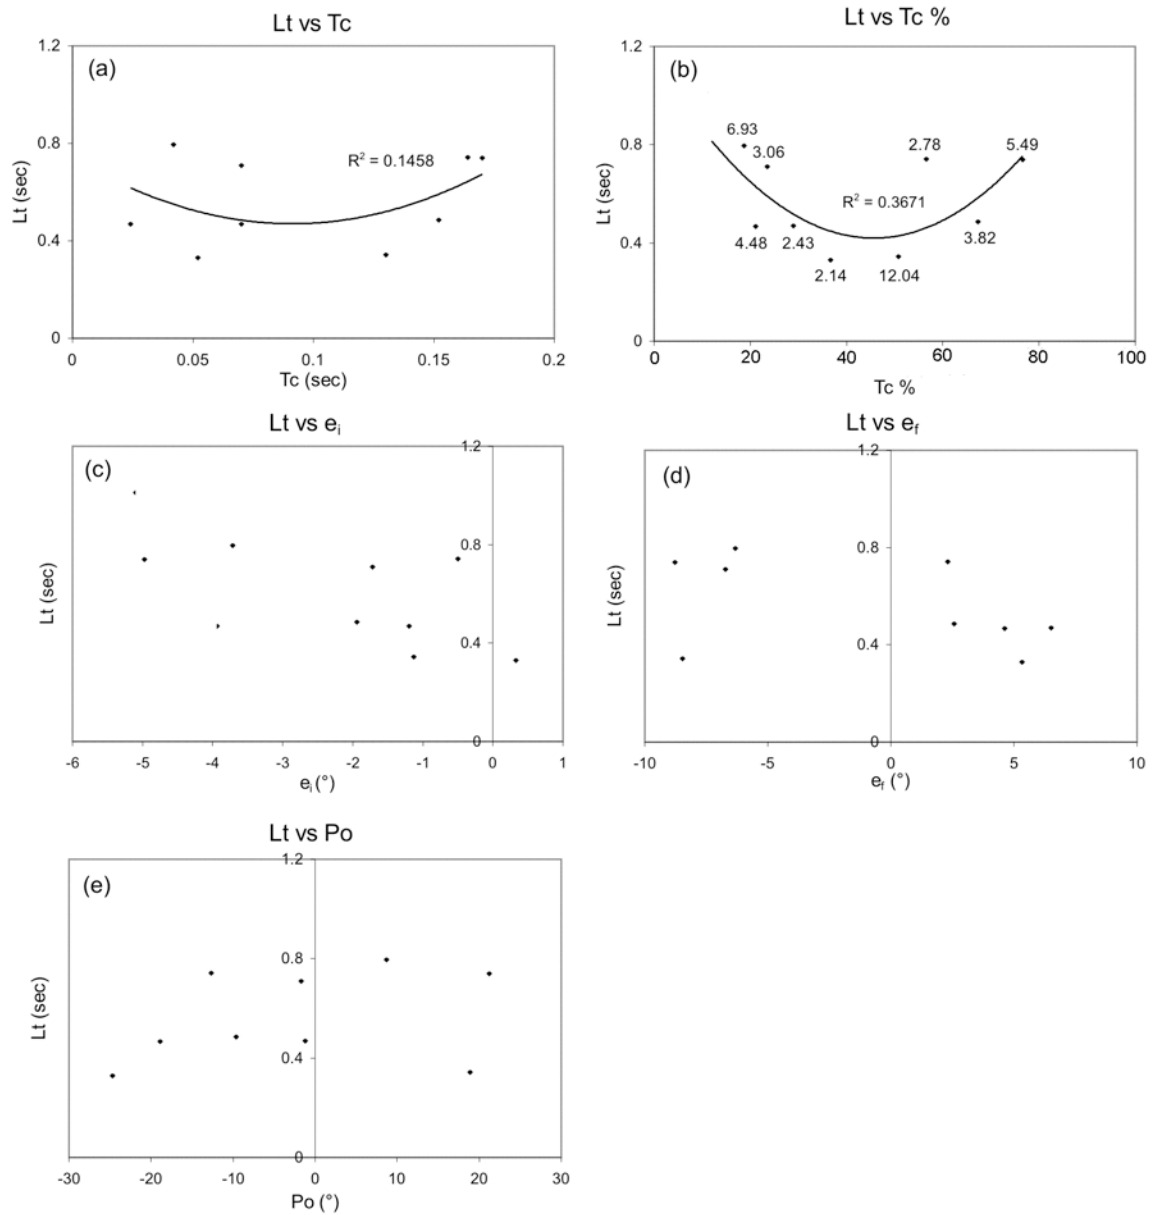 Lt vs Tc
(a)
1.2
0.8
0.4
0
Lt (sec)
R² = 0.1458
0 0.05 0.1 0.15 0.2
Tc (sec)
Lt vs Tc %
(b)
1.2
0.8
0.4
0
Lt (sec)
6.93
3.06
2.78
5.49
R² = 0.3671
4.48
2.43
3.82
2.14
12.04
0 20 40 60 80 100
Tc %
Lt vs eᵢ
(c)
1.2
0.8
0.4
0
Lt (sec)
-6 -5 -4 -3 -2 -1 0 1
eᵢ (°)
Lt vs e_f
(d)
1.2
0.8
0.4
0
Lt (sec)
-10 -5 0 5 10
e_f (°)
Lt vs Po
(e)
1.2
0.8
0.4
0
Lt (sec)
-30 -20 -10 0 10 20 30
Po (°)